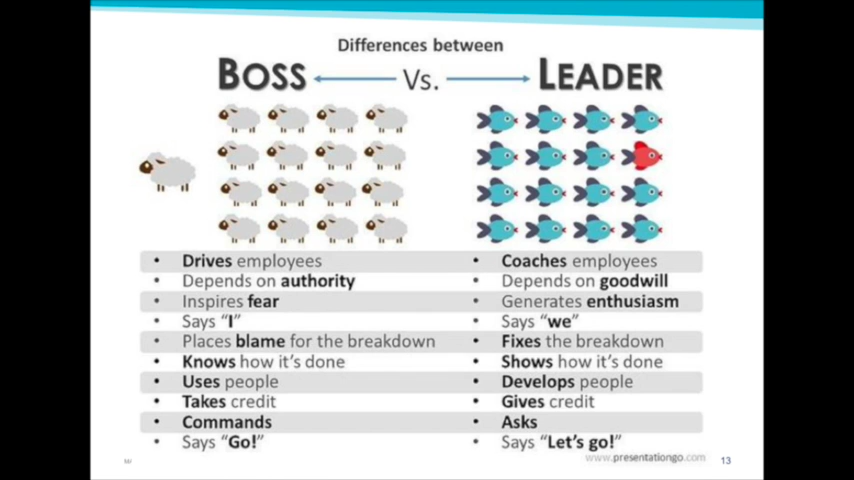 Differences between
BOSS Vs. LEADER
• Drives employees
• Depends on authority
• Inspires fear
• Says “I”
• Places blame for the breakdown
• Knows how it’s done
• Uses people
• Takes credit
• Commands
• Says “Go!”
• Coaches employees
• Depends on goodwill
• Generates enthusiasm
• Says “we”
• Fixes the breakdown
• Shows how it’s done
• Develops people
• Gives credit
• Asks
• Says “Let’s go!”
www.presentationgo.com
13